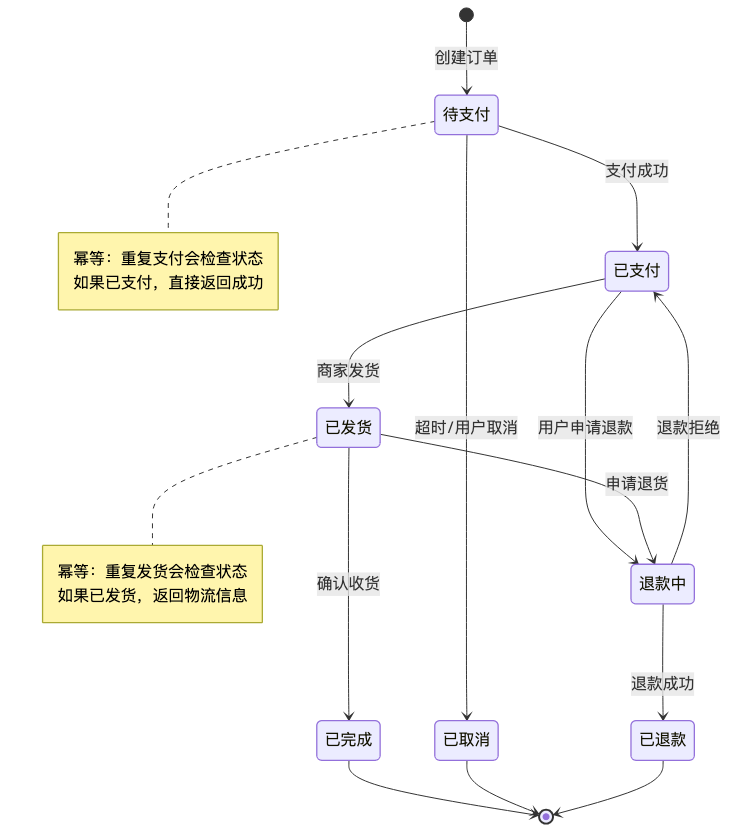 创建订单
待支付
支付成功
幂等：重复支付会检查状态
如果已支付，直接返回成功
已支付
商家发货
已发货
超时/用户取消
用户申请退款
退款拒绝
申请退货
幂等：重复发货会检查状态
如果已发货，返回物流信息
确认收货
退款中
退款成功
已完成
已取消
已退款